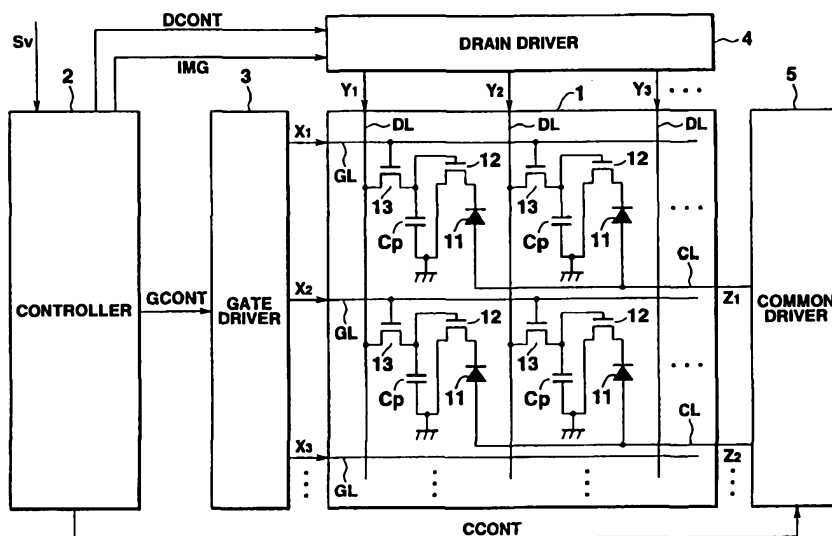 DCONT
Sv
IMG
DRAIN DRIVER
4
2
3
Y1
Y2
1
Y3
5
X1
DL
DL
DL
GL
12
12
13
13
Cp
11
Cp
11
CL
X2
Z1
CONTROLLER
GCONT
GATE
DRIVER
COMMON
DRIVER
GL
12
12
13
13
Cp
11
Cp
11
CL
X3
Z2
GL
CCONT